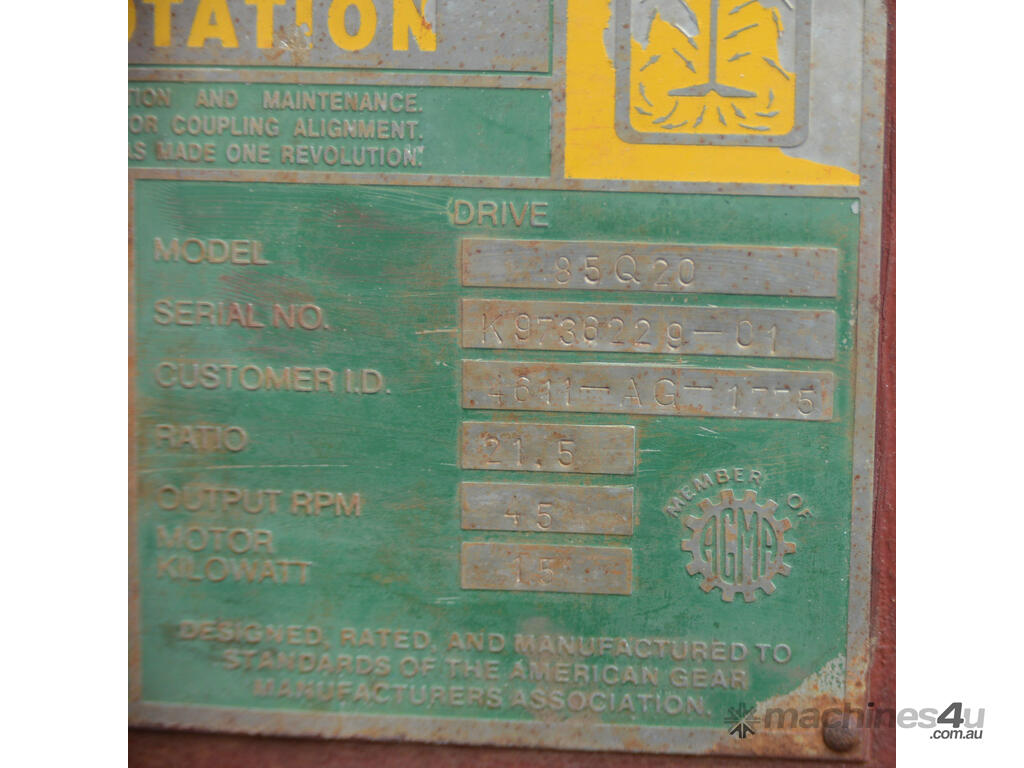 OTATION
TION AND MAINTENANCE.
OR COUPLING ALIGNMENT.
AS MADE ONE REVOLUTION."
DRIVE
MODEL 85Q20
SERIAL NO. K9736229-01
CUSTOMER I.D. 4611-AG-1775
RATIO 21.5
OUTPUT RPM 45
MOTOR
KILOWATT 15
MEMBER OF
AGMA
DESIGNED, RATED, AND MANUFACTURED TO
STANDARDS OF THE AMERICAN GEAR
MANUFACTURERS ASSOCIATION.
machines4u
.com.au